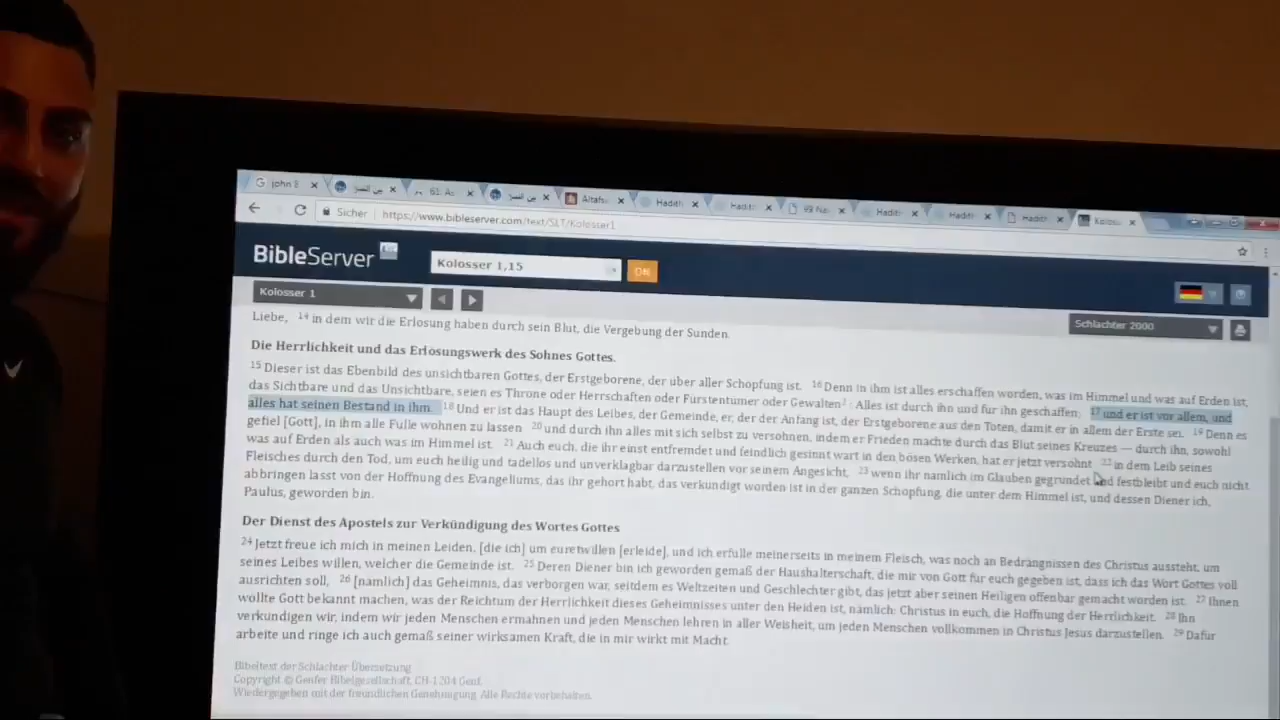 john E
61. As
Altafsi
Hadith
Hadith
Hadith
Hadith
Hadith
Koloss
Sicher https://www.bibleserver.com/text/SLT/Kolosser1
BibleServer
Kolosser 1,15
ON
Kolosser 1
Schlachter 2000
Liebe, 14 in dem wir die Erlösung haben durch sein Blut, die Vergebung der Sünden.
Die Herrlichkeit und das Erlösungswerk des Sohnes Gottes.
15 Dieser ist das Ebenbild des unsichtbaren Gottes, der Erstgeborene, der über aller Schöpfung ist. 16 Denn in ihm ist alles erschaffen worden, was im Himmel und was auf Erden ist,
das Sichtbare und das Unsichtbare, seien es Throne oder Herrschaften oder Fürstentümer oder Gewalten: Alles ist durch ihn und für ihn geschaffen; 17 und er ist vor allem, und
alles hat seinen Bestand in ihm. 18 Und er ist das Haupt des Leibes, der Gemeinde, er, der der Anfang ist, der Erstgeborene aus den Toten, damit er in allem der Erste sei. 19 Denn es
gefiel [Gott], in ihm alle Fülle wohnen zu lassen 20 und durch ihn alles mit sich selbst zu versöhnen, indem er Frieden machte durch das Blut seines Kreuzes — durch ihn, sowohl
was auf Erden als auch was im Himmel ist. 21 Auch euch, die ihr einst entfremdet und feindlich gesinnt wart in den bösen Werken, hat er jetzt versöhnt 22 in dem Leib seines
Fleisches durch den Tod, um euch heilig und tadellos und unverklagbar darzustellen vor seinem Angesicht, 23 wenn ihr nämlich im Glauben gegründet und festbleibt und euch nicht
abbringen lasst von der Hoffnung des Evangeliums, das ihr gehört habt, das verkündigt worden ist in der ganzen Schöpfung, die unter dem Himmel ist, und dessen Diener ich,
Paulus, geworden bin.
Der Dienst des Apostels zur Verkündigung des Wortes Gottes
24 Jetzt freue ich mich in meinen Leiden, [die ich] um euretwillen [erleide], und ich erfülle meinerseits in meinem Fleisch, was noch an Bedrängnissen des Christus aussteht, um
seines Leibes willen, welcher die Gemeinde ist. 25 Deren Diener bin ich geworden gemäß der Haushalterschaft, die mir von Gott für euch gegeben ist, dass ich das Wort Gottes voll
ausrichten soll, 26 [nämlich] das Geheimnis, das verborgen war, seitdem es Weltzeiten und Geschlechter gibt, das jetzt aber seinen Heiligen offenbar gemacht worden ist. 27 Ihnen
wollte Gott bekannt machen, was der Reichtum der Herrlichkeit dieses Geheimnisses unter den Heiden ist, nämlich: Christus in euch, die Hoffnung der Herrlichkeit. 28 Ihn
verkündigen wir, indem wir jeden Menschen ermahnen und jeden Menschen lehren in aller Weisheit, um jeden Menschen vollkommen in Christus Jesus darzustellen. 29 Dafür
arbeite und ringe ich auch gemäß seiner wirksamen Kraft, die in mir wirkt mit Macht.
Bibeltext der Schlachter Übersetzung
Copyright © Genfer Bibelgesellschaft, CH-1204 Genf.
Wiedergegeben mit der freundlichen Genehmigung. Alle Rechte vorbehalten.